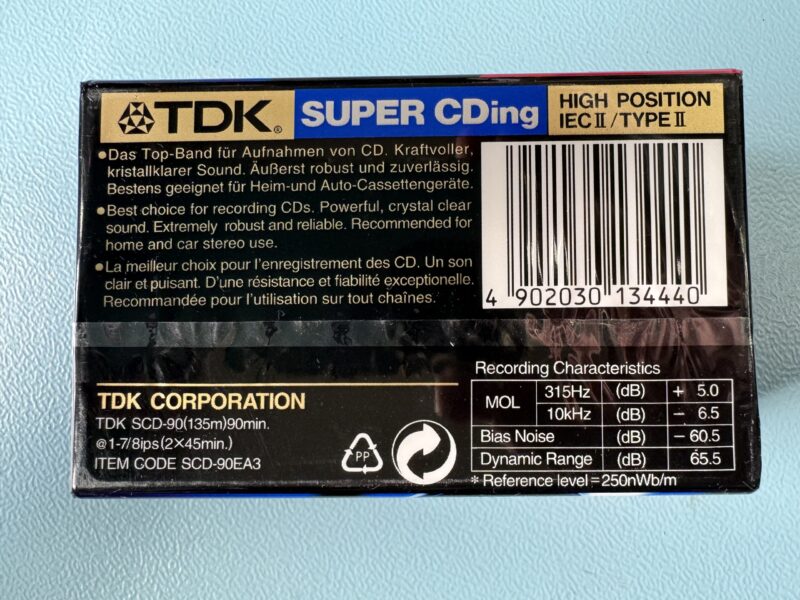 TDK® SUPER CDing HIGH POSITION
IEC II / TYPE II
•Das Top-Band für Aufnahmen von CD. Kraftvoller,
kristallklarer Sound. Äußerst robust und zuverlässig.
Bestens geeignet für Heim-und Auto-Cassettengeräte.
•Best choice for recording CDs. Powerful, crystal clear
sound. Extremely robust and reliable. Recommended for
home and car stereo use.
•La meilleur choix pour l'enregistrement des CD. Un son
clair et puisant. D'une résistance et fiabilité exceptionelle.
Recommandée pour l'utilisation sur tout chaînes.
4 902030 134440
TDK CORPORATION
TDK SCD-90(135m)90min.
@1-7/8ips(2×45min.)
ITEM CODE SCD-90EA3
PP
Recording Characteristics
MOL 315Hz (dB) + 5.0
10kHz (dB) − 6.5
Bias Noise (dB) − 60.5
Dynamic Range (dB) 65.5
* Reference level=250nWb/m